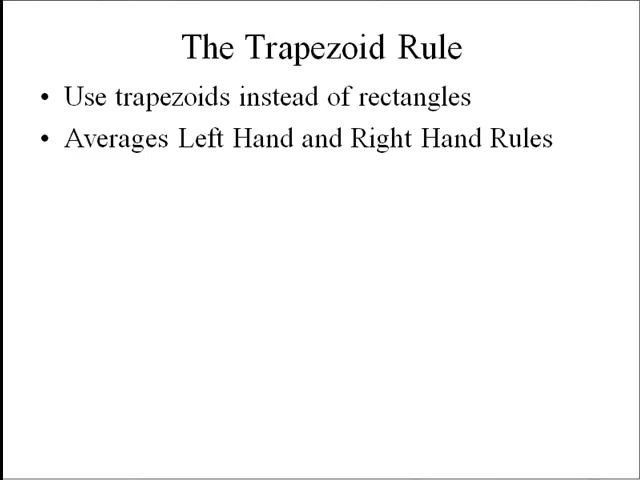 The Trapezoid Rule
• Use trapezoids instead of rectangles
• Averages Left Hand and Right Hand Rules